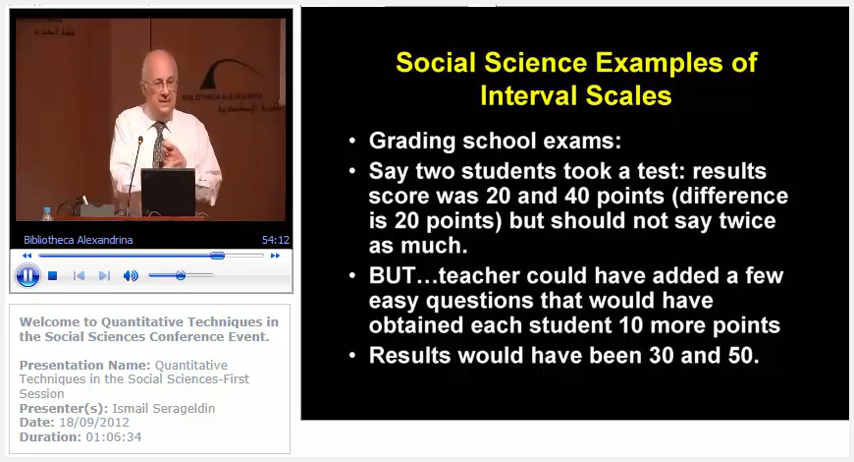 BIBLIOTHECA ALEXANDRINA
Bibliotheca Alexandrina
54:12
Welcome to Quantitative Techniques in
the Social Sciences Conference Event.
Presentation Name: Quantitative
Techniques in the Social Sciences-First
Session
Presenter(s): Ismail Serageldin
Date: 18/09/2012
Duration: 01:06:34
Social Science Examples of
Interval Scales
• Grading school exams:
• Say two students took a test: results
score was 20 and 40 points (difference
is 20 points) but should not say twice
as much.
• BUT…teacher could have added a few
easy questions that would have
obtained each student 10 more points
• Results would have been 30 and 50.